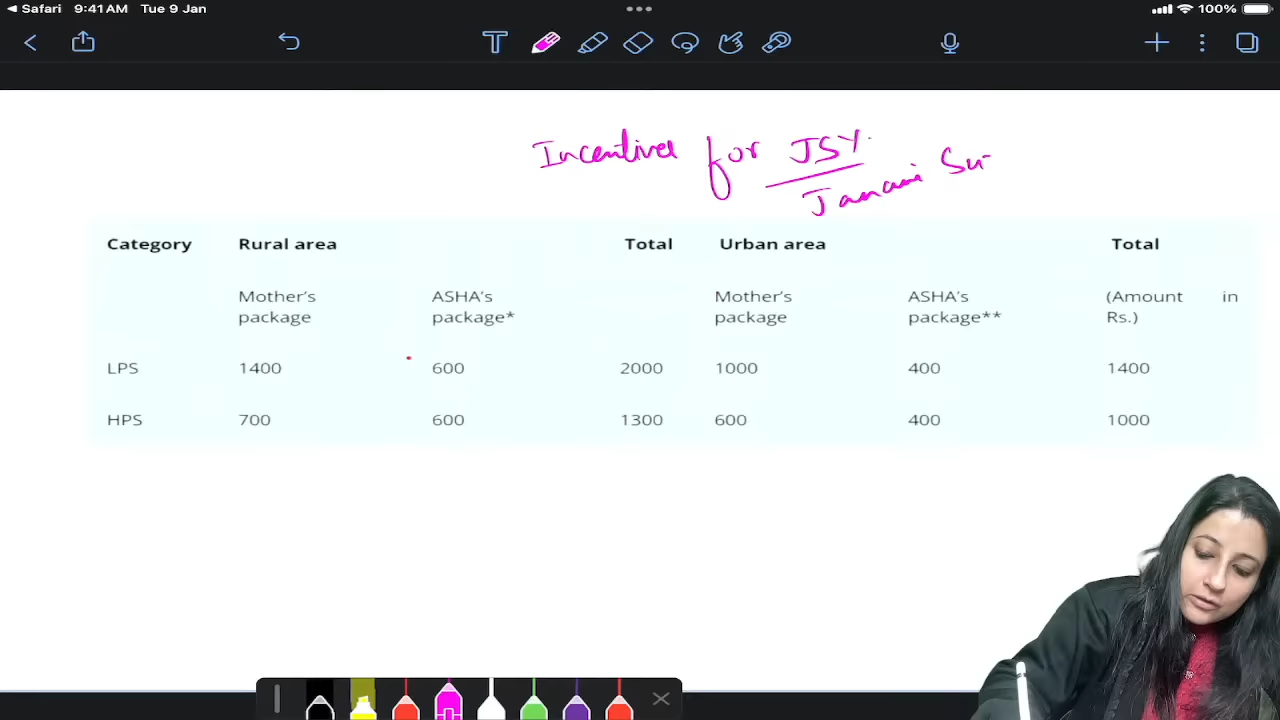 Safari 9:41 AM Tue 9 Jan 100%
Incentives for JSY
Janani Su
Category Rural area Total Urban area Total
Mother's package ASHA's package* Mother's package ASHA's package** (Amount in Rs.)
LPS 1400 600 2000 1000 400 1400
HPS 700 600 1300 600 400 1000